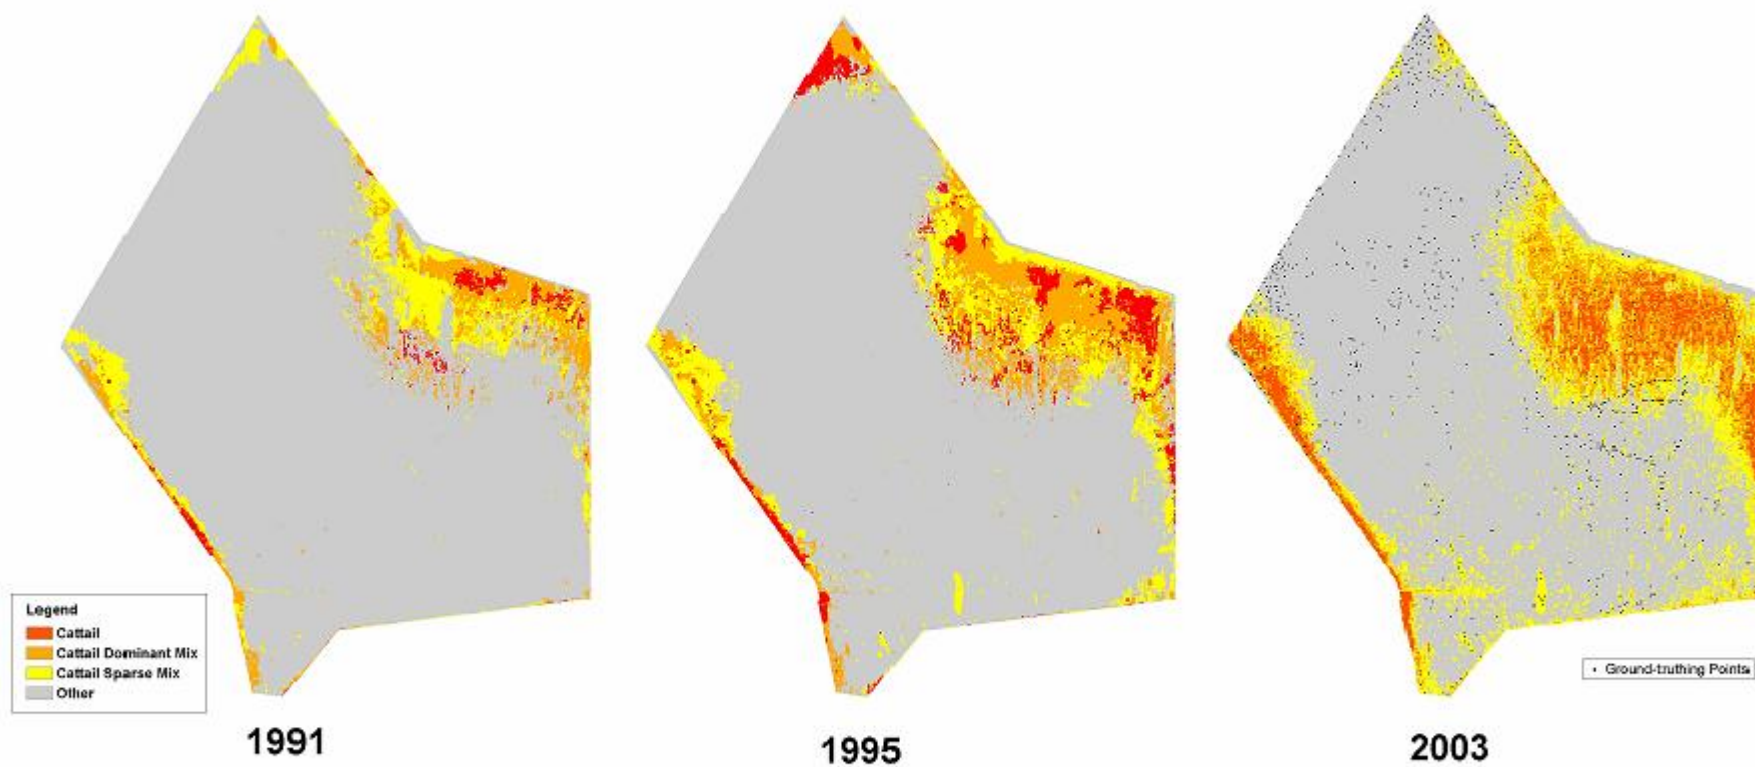 Legend
Cattail
Cattail Dominant Mix
Cattail Sparse Mix
Other
Ground-truthing Points
1991
1995
2003